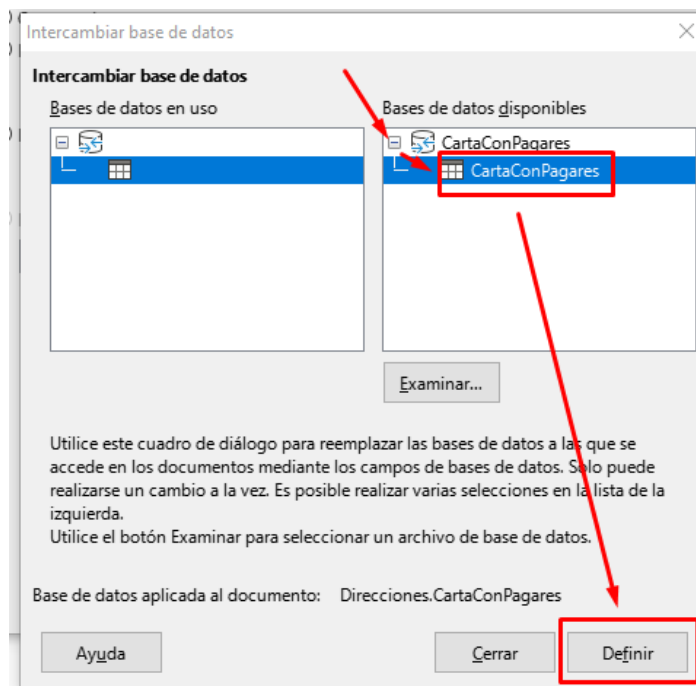 Intercambiar base de datos
Intercambiar base de datos
Bases de datos en uso
Bases de datos disponibles
CartaConPagares
CartaConPagares
Examinar...
Utilice este cuadro de diálogo para reemplazar las bases de datos a las que se
accede en los documentos mediante los campos de bases de datos. Solo puede
realizarse un cambio a la vez. Es posible realizar varias selecciones en la lista de la
izquierda.
Utilice el botón Examinar para seleccionar un archivo de base de datos.
Base de datos aplicada al documento: Direcciones.CartaConPagares
Ayuda
Cerrar
Definir